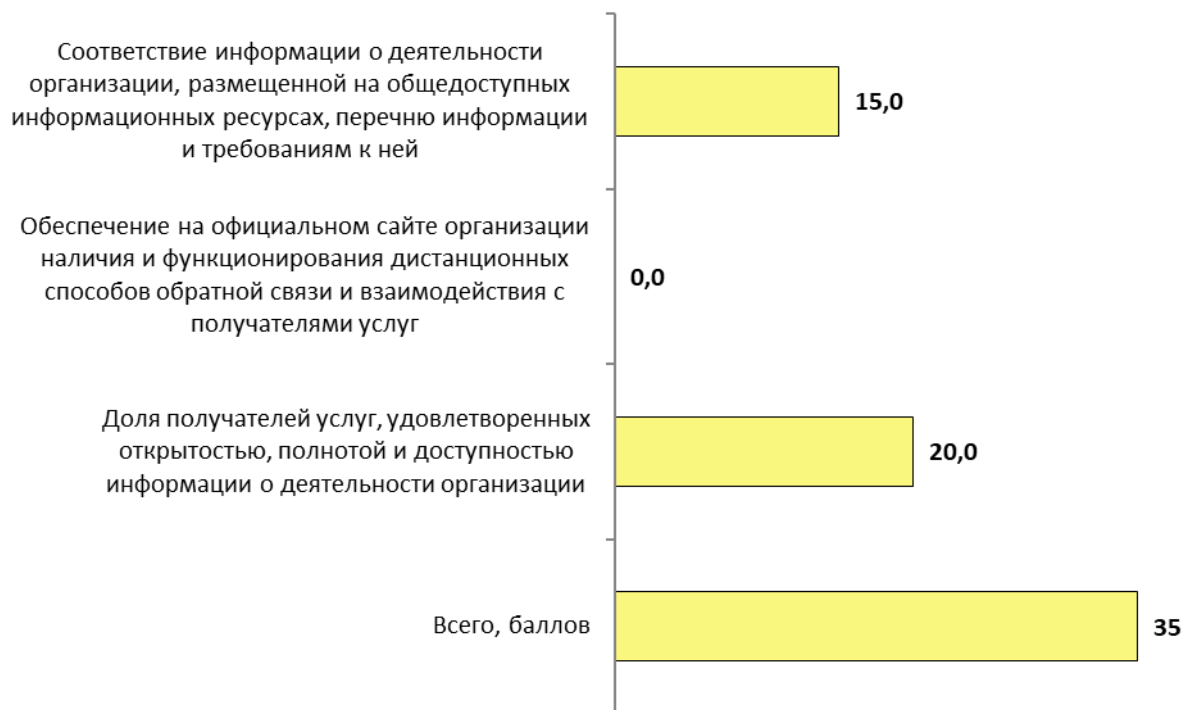 Соответствие информации о деятельности
организации, размещенной на общедоступных
информационных ресурсах, перечню информации
и требованиям к ней
15,0
Обеспечение на официальном сайте организации
наличия и функционирования дистанционных
способов обратной связи и взаимодействия с
получателями услуг
0,0
Доля получателей услуг, удовлетворенных
открытостью, полнотой и доступностью
информации о деятельности организации
20,0
Всего, баллов
35